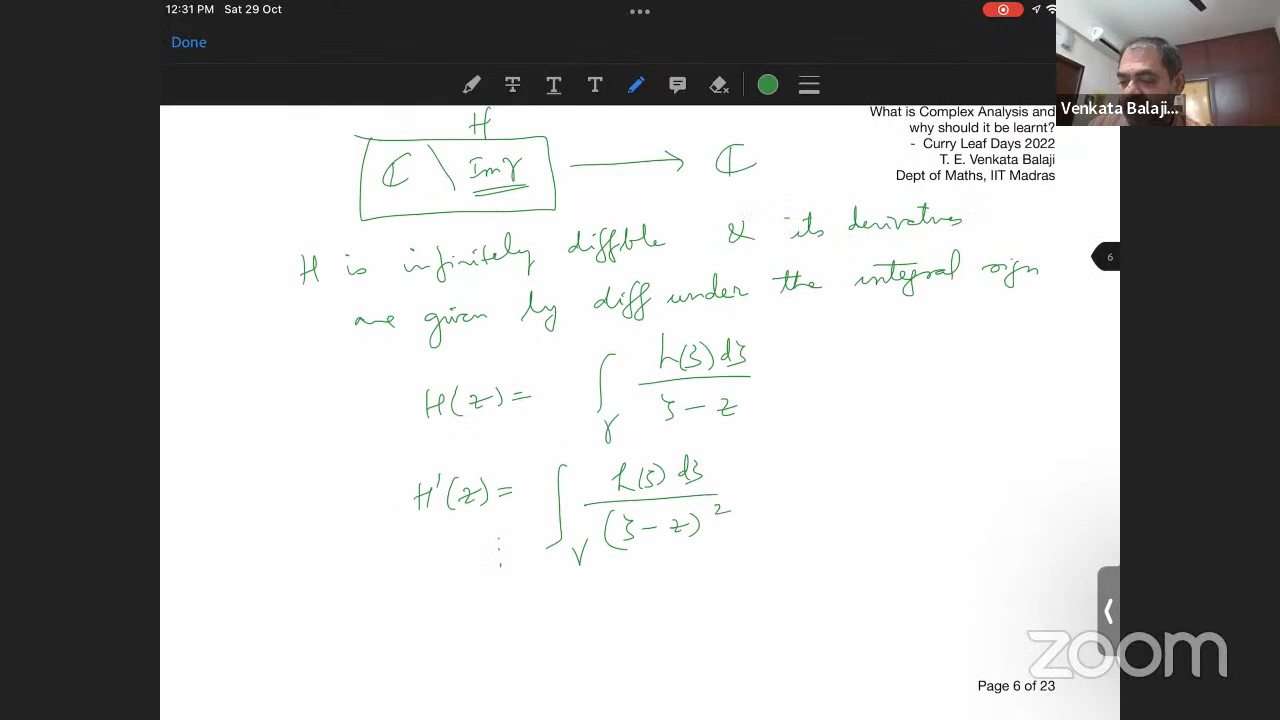 12:31 PM Sat 29 Oct
Done
Venkata Balaji...
What is Complex Analysis and
why should it be learnt?
- Curry Leaf Days 2022
T. E. Venkata Balaji
Dept of Maths, IIT Madras
H
ℂ \ Im γ ⟶ ℂ
H is infinitely diffble & its derivatives
are given by diff under the integral sign
6
H(z) = ∫_γ h(ζ) dζ / (ζ − z)
H'(z) = ∫_γ h(ζ) dζ / (ζ − z)^2
⋮
zoom
Page 6 of 23